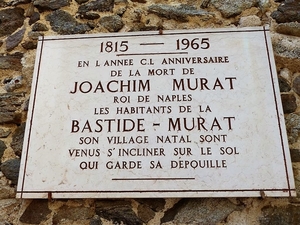 1815 — 1965
EN L ANNEE C.L ANNIVERSAIRE
DE LA MORT DE
JOACHIM MURAT
ROI DE NAPLES
LES HABITANTS DE LA
BASTIDE - MURAT
SON VILLAGE NATAL SONT
VENUS S'INCLINER SUR LE SOL
QUI GARDE SA DÉPOUILLE